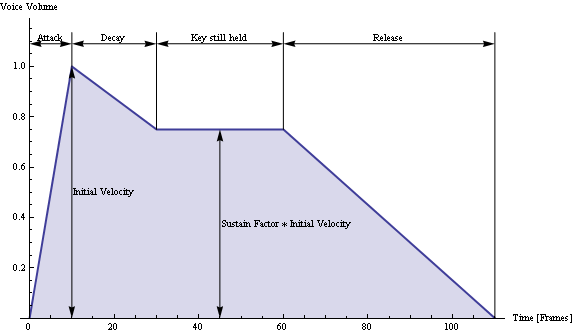 Voice Volume
Attack Decay Key still held Release
1.0
0.8
0.6
Initial Velocity
0.4
Sustain Factor * Initial Velocity
0.2
Time [Frames]
0 20 40 60 80 100